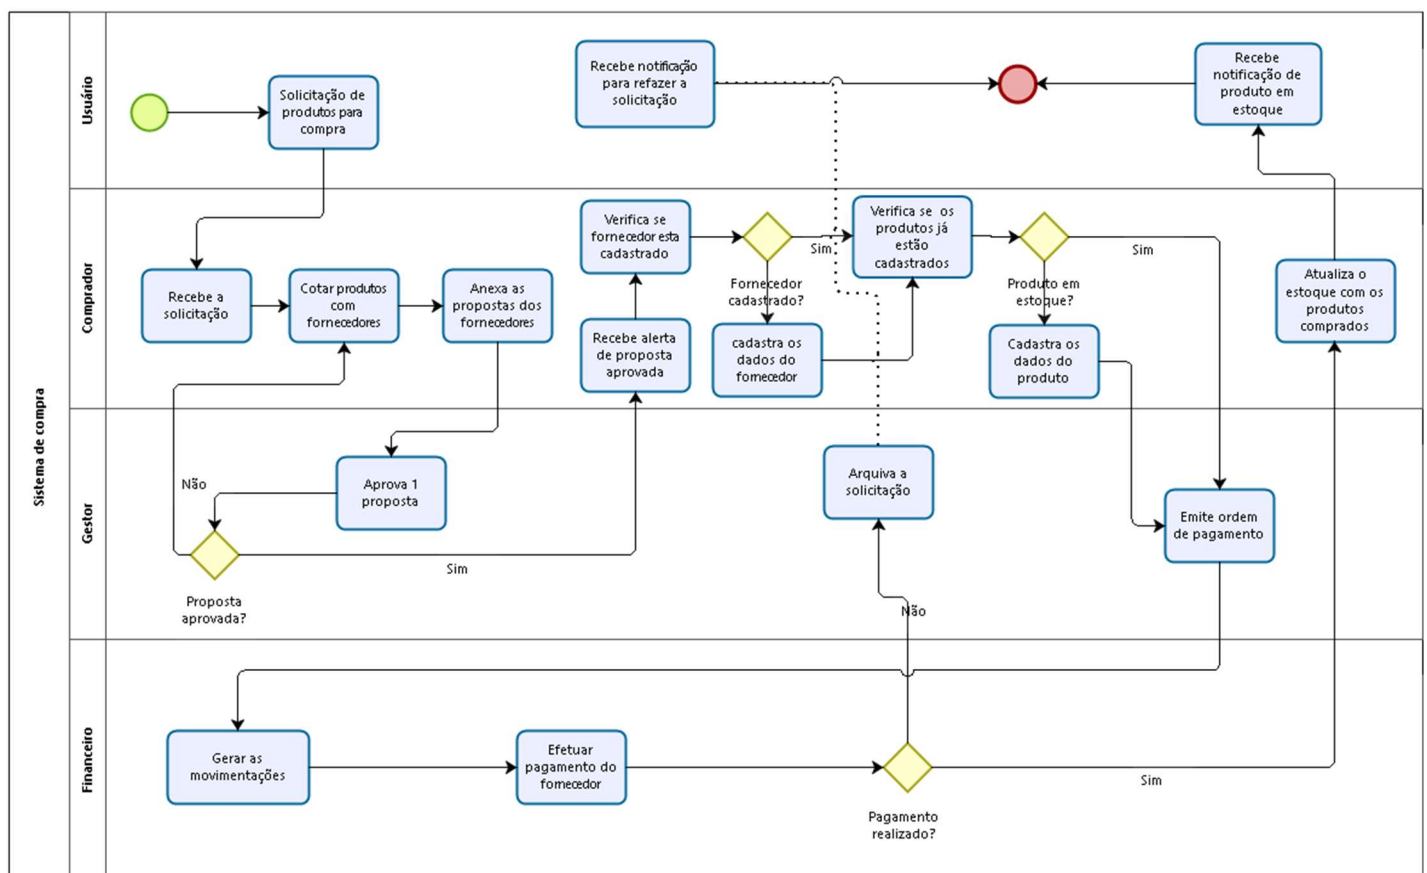 Sistema de compra
Usuário
Solicitação de
produtos para
compra
Recebe notificação
para refazer a
solicitação
Recebe
notificação de
produto em
estoque
Comprador
Recebe a
solicitação
Cotar produtos
com
fornecedores
Anexa as
propostas dos
fornecedores
Verifica se
fornecedor esta
cadastrado
Recebe alerta
de proposta
aprovada
Sim
Fornecedor
cadastrado?
cadastra os
dados do
fornecedor
Verifica se os
produtos já
estão
cadastrados
Sim
Produto em
estoque?
Cadastra os
dados do
produto
Atualiza o
estoque com os
produtos
comprados
Gestor
Não
Aprova 1
proposta
Sim
Proposta
aprovada?
Arquiva a
solicitação
Não
Emite ordem
de pagamento
Financeiro
Gerar as
movimentações
Efetuar
pagamento do
fornecedor
Sim
Pagamento
realizado?